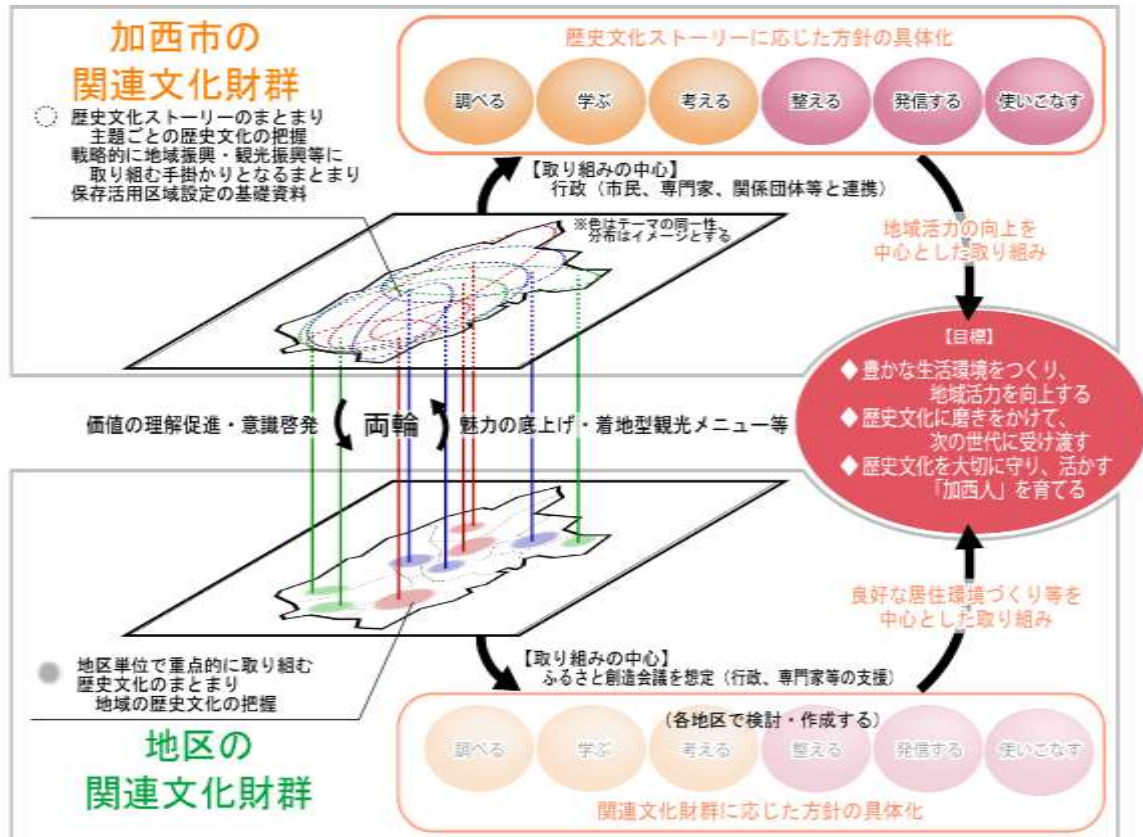 加西市の
関連文化財群
歴史文化ストーリーのまとまり
主題ごとの歴史文化の把握
戦略的に地域振興・観光振興等に
取り組む手掛かりとなるまとまり
保存活用区域設定の基礎資料
歴史文化ストーリーに応じた方針の具体化
調べる
学ぶ
考える
整える
発信する
使いこなす
【取り組みの中心】
行政（市民、専門家、関係団体等と連携）
※色はテーマの同一性、
分布はイメージとする
地域活力の向上を
中心とした取り組み
【目標】
◆豊かな生活環境をつくり、
地域活力を向上する
◆歴史文化に磨きをかけて、
次の世代に受け渡す
◆歴史文化を大切に守り、活かす
「加西人」を育てる
価値の理解促進・意識啓発
両輪
魅力の底上げ・着地型観光メニュー等
良好な居住環境づくり等を
中心とした取り組み
地区単位で重点的に取り組む
歴史文化のまとまり
地域の歴史文化の把握
地区の
関連文化財群
【取り組みの中心】
ふるさと創造会議を想定（行政、専門家等の支援）
（各地区で検討・作成する）
調べる
学ぶ
考える
整える
発信する
使いこなす
関連文化財群に応じた方針の具体化